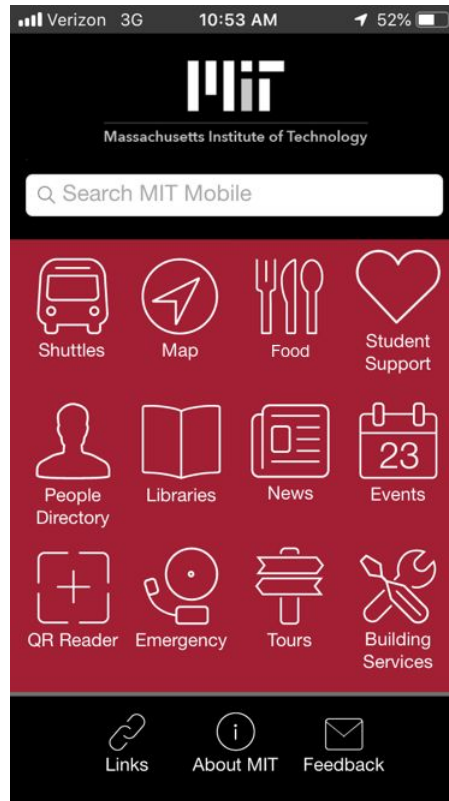 Verizon 3G 10:53 AM 52%
MIT
Massachusetts Institute of Technology
Search MIT Mobile
Shuttles Map Food Student Support
People Directory Libraries News 23 Events
QR Reader Emergency Tours Building Services
Links About MIT Feedback